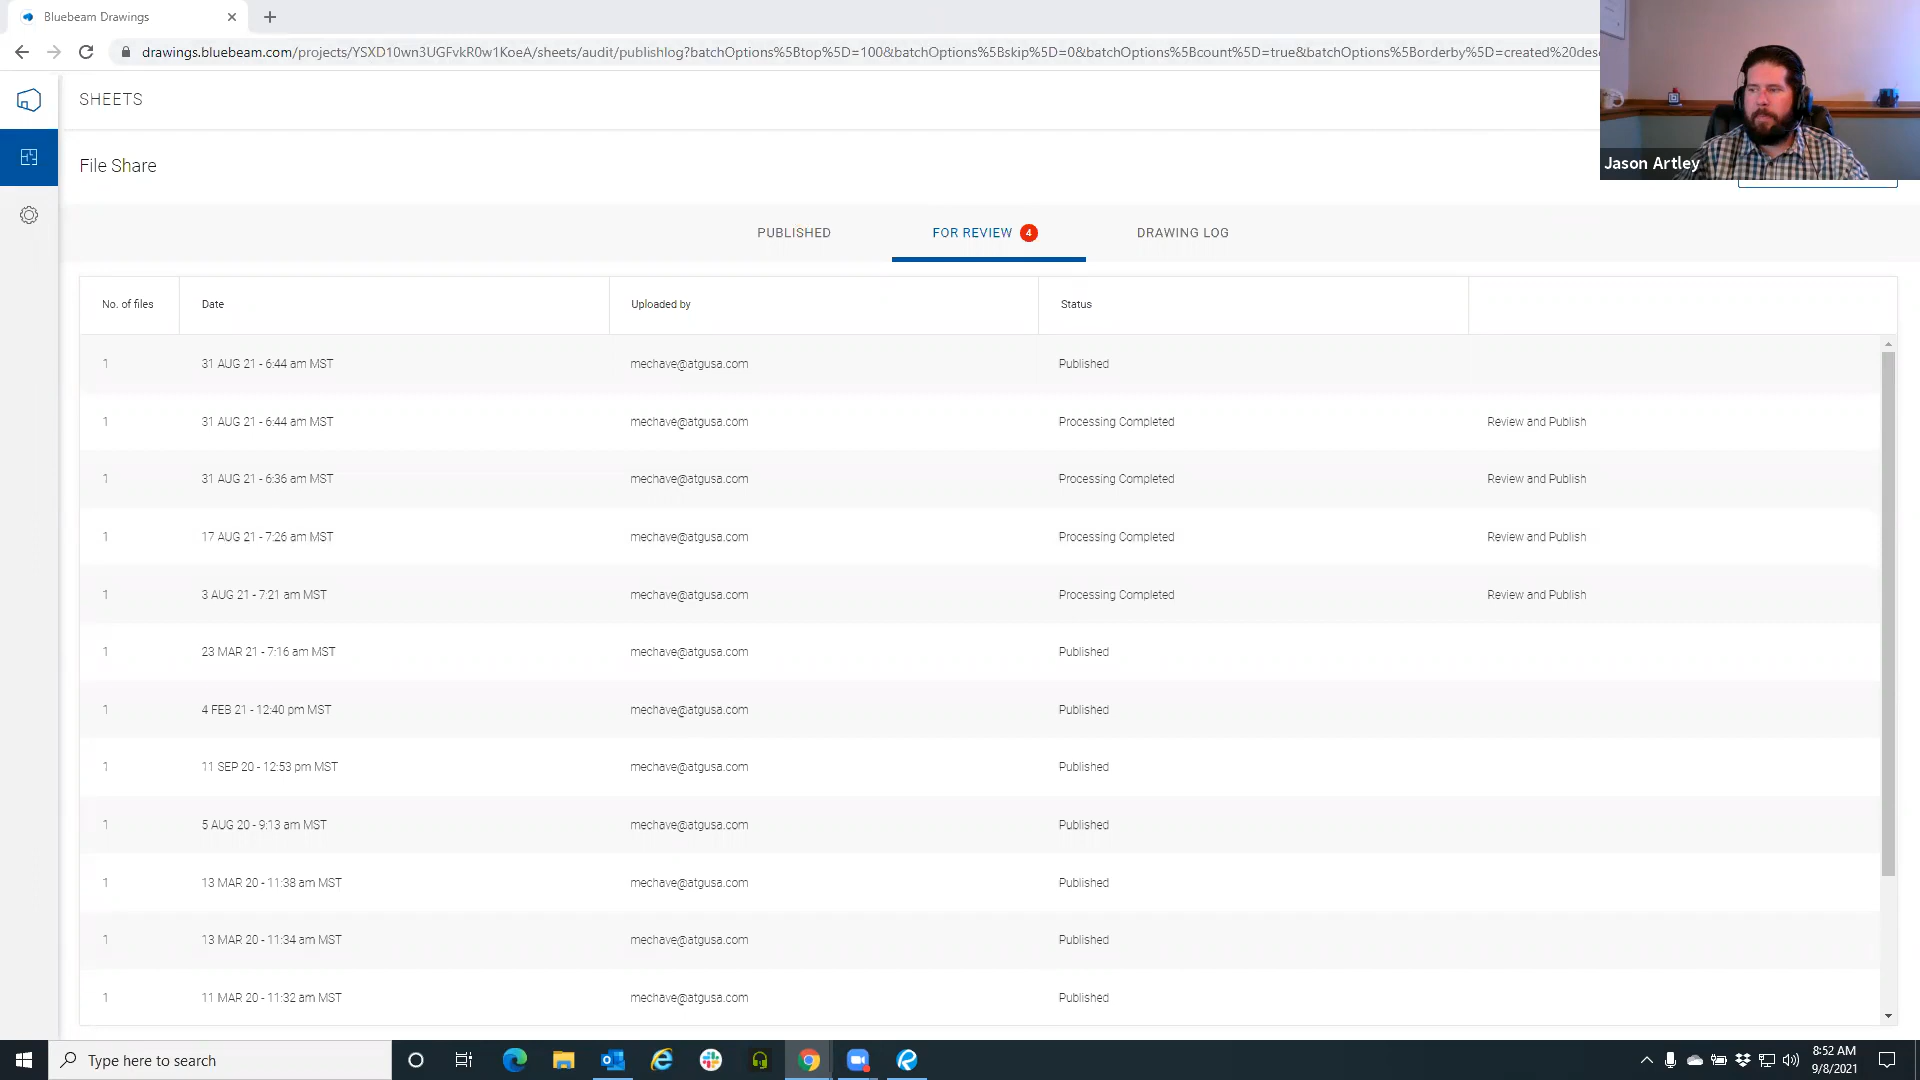 Bluebeam Drawings
drawings.bluebeam.com/projects/YSXD10wn3UGFvkR0w1KoeA/sheets/audit/publishlog?batchOptions%5Btop%5D=100&batchOptions%5Bskip%5D=0&batchOptions%5Bcount%5D=true&batchOptions%5Borderby%5D=created%20des
SHEETS
Jason Artley
File Share
PUBLISHED FOR REVIEW 4 DRAWING LOG
No. of files Date Uploaded by Status
1 31 AUG 21 - 6:44 am MST mechave@atgusa.com Published
1 31 AUG 21 - 6:44 am MST mechave@atgusa.com Processing Completed Review and Publish
1 31 AUG 21 - 6:36 am MST mechave@atgusa.com Processing Completed Review and Publish
1 17 AUG 21 - 7:26 am MST mechave@atgusa.com Processing Completed Review and Publish
1 3 AUG 21 - 7:21 am MST mechave@atgusa.com Processing Completed Review and Publish
1 23 MAR 21 - 7:16 am MST mechave@atgusa.com Published
1 4 FEB 21 - 12:40 pm MST mechave@atgusa.com Published
1 11 SEP 20 - 12:53 pm MST mechave@atgusa.com Published
1 5 AUG 20 - 9:13 am MST mechave@atgusa.com Published
1 13 MAR 20 - 11:38 am MST mechave@atgusa.com Published
1 13 MAR 20 - 11:34 am MST mechave@atgusa.com Published
1 11 MAR 20 - 11:32 am MST mechave@atgusa.com Published
Type here to search
8:52 AM
9/8/2021